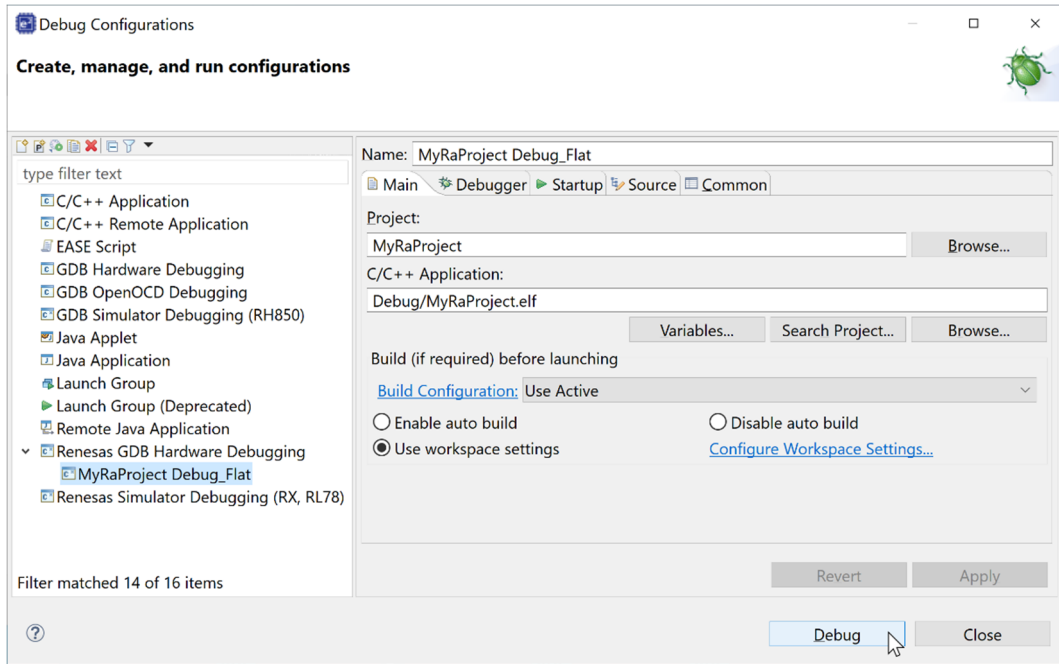 Debug Configurations
Create, manage, and run configurations
type filter text
C/C++ Application
C/C++ Remote Application
EASE Script
GDB Hardware Debugging
GDB OpenOCD Debugging
GDB Simulator Debugging (RH850)
Java Applet
Java Application
Launch Group
Launch Group (Deprecated)
Remote Java Application
Renesas GDB Hardware Debugging
MyRaProject Debug_Flat
Renesas Simulator Debugging (RX, RL78)
Filter matched 14 of 16 items
Name: MyRaProject Debug_Flat
Main Debugger Startup Source Common
Project:
MyRaProject Browse...
C/C++ Application:
Debug/MyRaProject.elf
Variables... Search Project... Browse...
Build (if required) before launching
Build Configuration: Use Active
Enable auto build Disable auto build
Use workspace settings Configure Workspace Settings...
Revert Apply
Debug Close